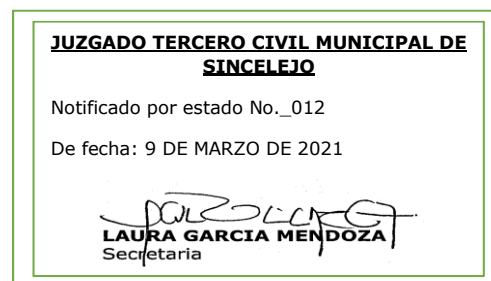 JUZGADO TERCERO CIVIL MUNICIPAL DE
SINCELEJO
Notificado por estado No._012
De fecha: 9 DE MARZO DE 2021
LAURA GARCIA MENDOZA
Secretaria